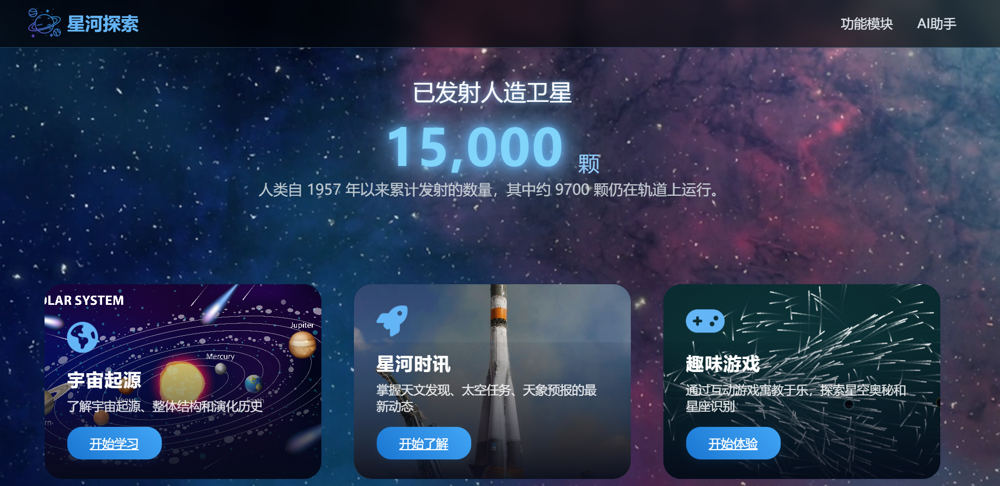 星河探索
功能模块
AI助手
已发射人造卫星
15,000 颗
人类自 1957 年以来累计发射的数量，其中约 9700 颗仍在轨道上运行。
OLAR SYSTEM
Jupiter
Mercury
宇宙起源
Venus
Earth
了解宇宙起源、整体结构和演化历史
rn
开始学习
星河时讯
掌握天文发现、太空任务、天象预报的最
新动态
开始了解
趣味游戏
通过互动游戏寓教于乐，探索星空奥秘和
星座识别
开始体验